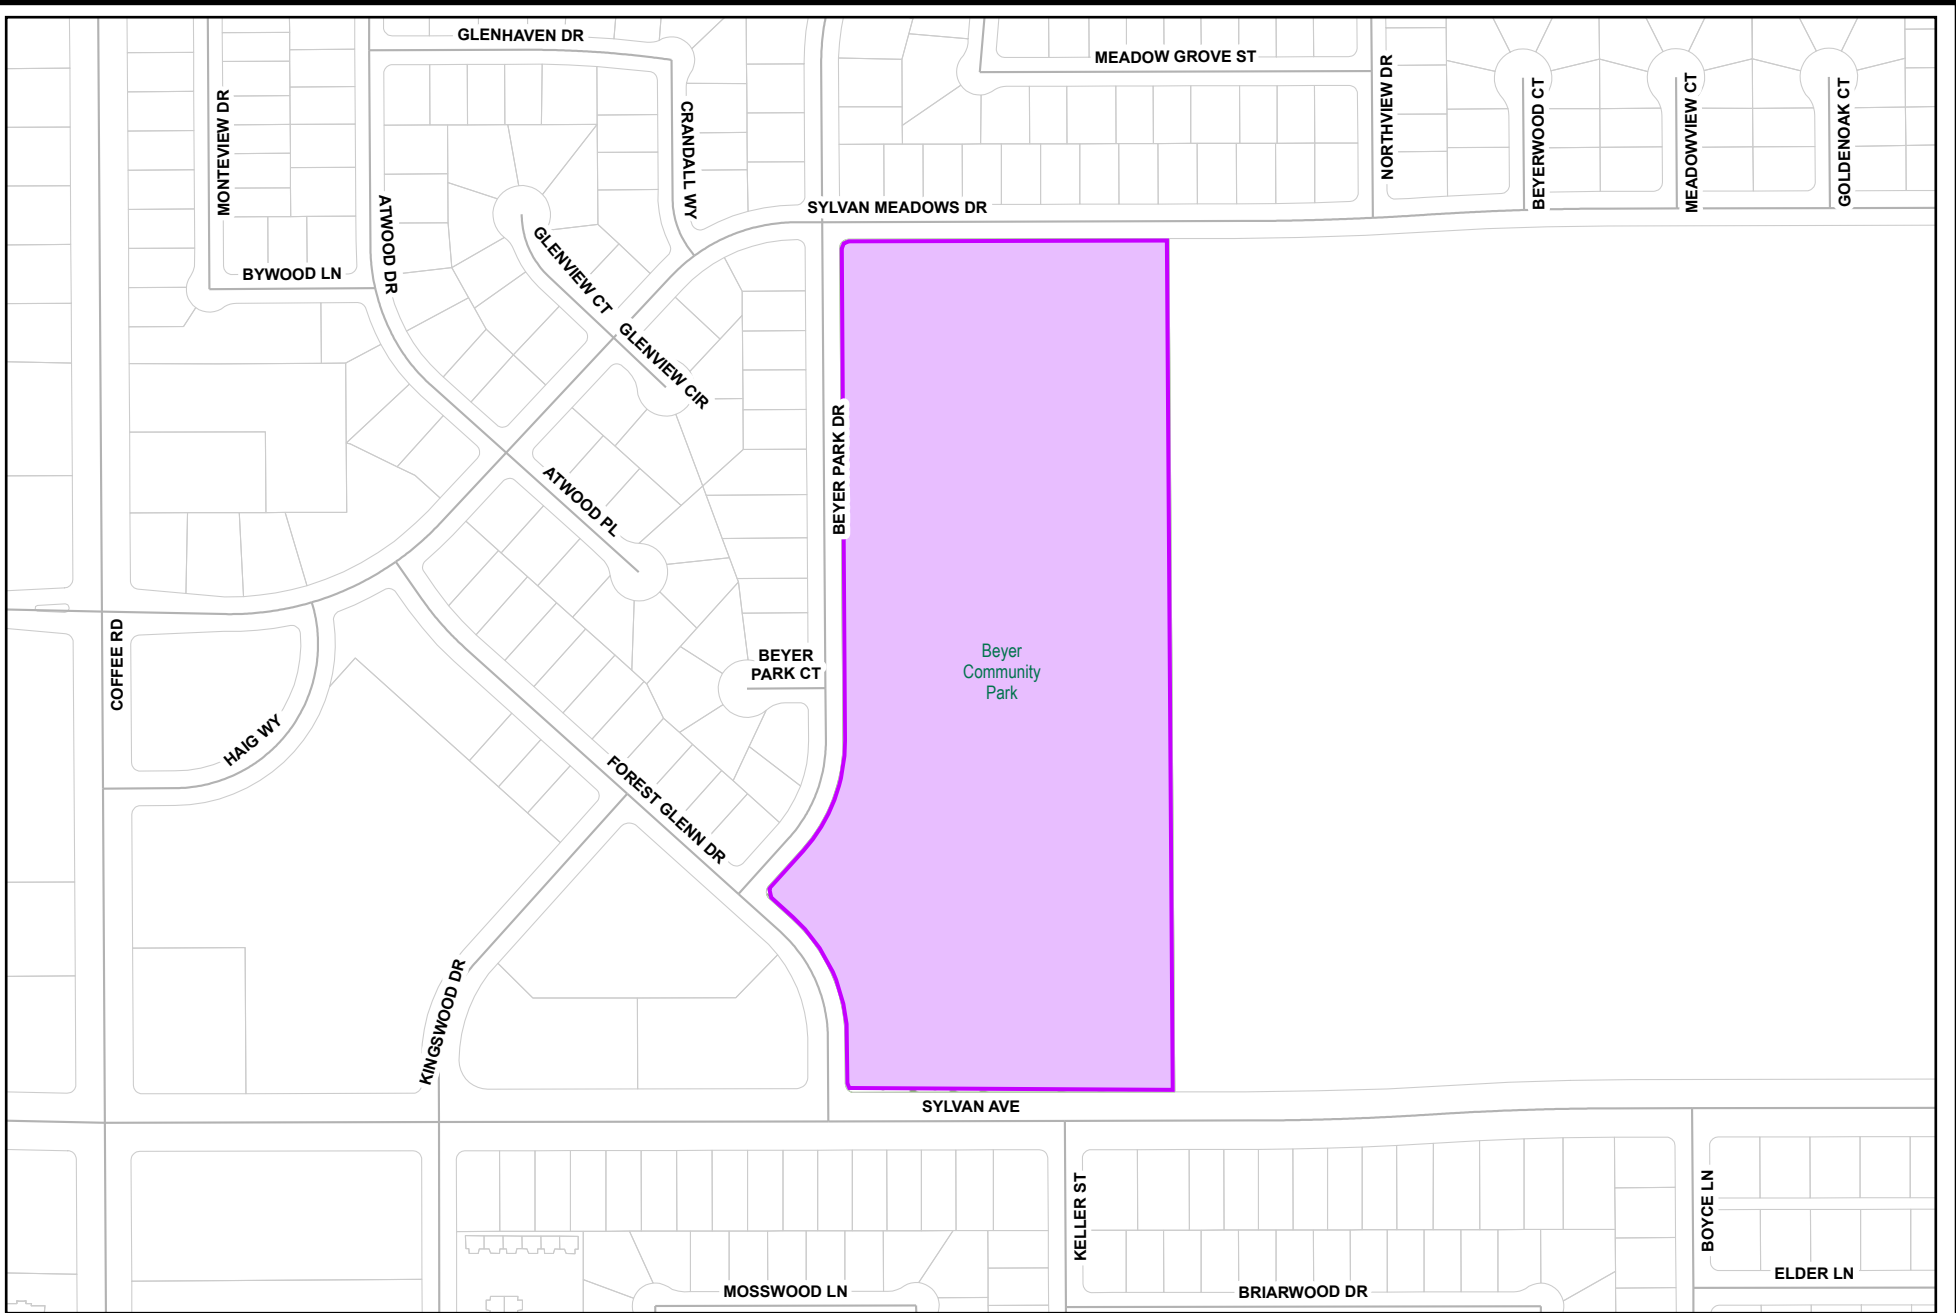 GLENHAVEN DR
MEADOW GROVE ST
MONTEVIEW DR
CRANDALL WY
NORTHVIEW DR
BEYERWOOD CT
MEADOWVIEW CT
GOLDENOAK CT
ATWOOD DR
SYLVAN MEADOWS DR
BYWOOD LN
GLENVIEW CT
GLENVIEW CIR
BEYER PARK DR
ATWOOD PL
COFFEE RD
BEYER
PARK CT
Beyer
Community
Park
HAIG WY
FOREST GLENN DR
KINGSWOOD DR
SYLVAN AVE
KELLER ST
BOYCE LN
MOSSWOOD LN
BRIARWOOD DR
ELDER LN